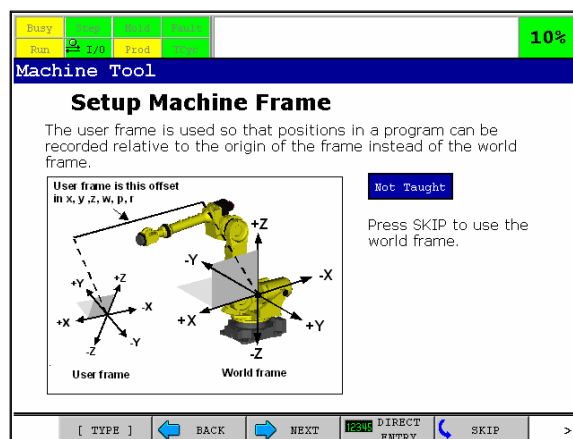 Busy Step Hold Fault
Run I/O Prod TCyc
10%
Machine Tool
Setup Machine Frame
The user frame is used so that positions in a program can be
recorded relative to the origin of the frame instead of the world
frame.
User frame is this offset
in x, y ,z, w, p, r
Not Taught
Press SKIP to use the
world frame.
+Z
-Y
-X
+X
+Y
-Z
+Z
+Y
-X
+X
-Y
-Z
User frame
World frame
[ TYPE ] BACK NEXT 12345 DIRECT ENTRY SKIP >